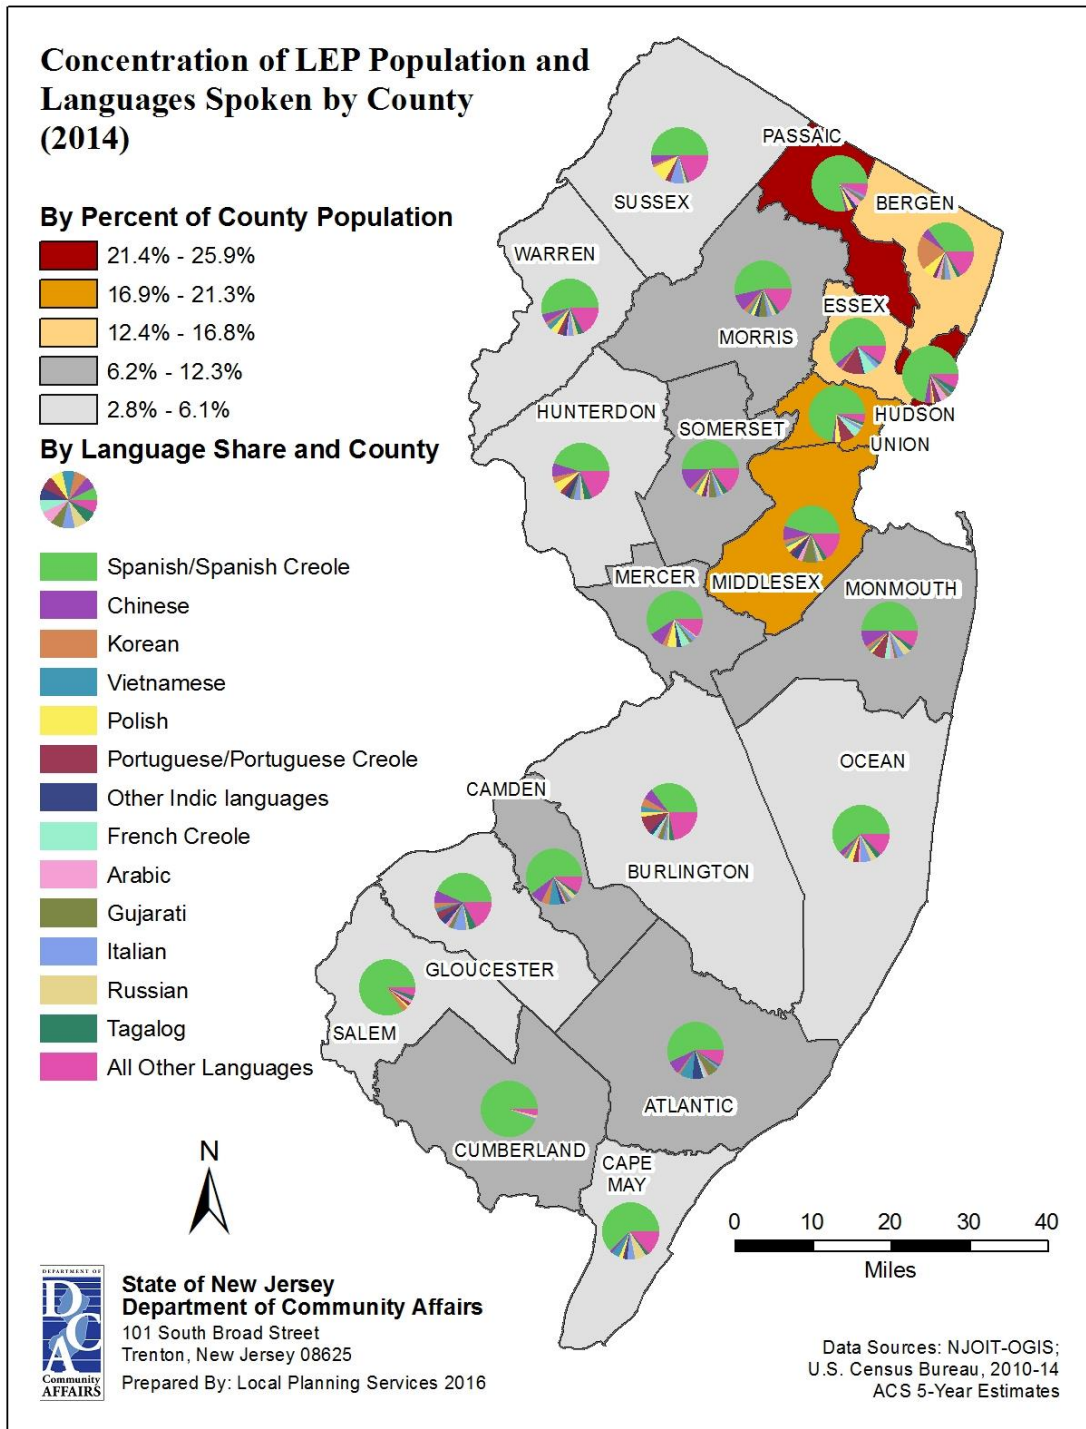 Concentration of LEP Population and
Languages Spoken by County
(2014)
By Percent of County Population
21.4% - 25.9%
16.9% - 21.3%
12.4% - 16.8%
6.2% - 12.3%
2.8% - 6.1%
By Language Share and County
Spanish/Spanish Creole
Chinese
Korean
Vietnamese
Polish
Portuguese/Portuguese Creole
Other Indic languages
French Creole
Arabic
Gujarati
Italian
Russian
Tagalog
All Other Languages
PASSAIC
SUSSEX
BERGEN
WARREN
ESSEX
MORRIS
HUNTERDON
SOMERSET
HUDSON
UNION
MERCER
MIDDLESEX
MONMOUTH
OCEAN
CAMDEN
BURLINGTON
GLOUCESTER
SALEM
ATLANTIC
CUMBERLAND
CAPE
MAY
N
0 10 20 30 40
Miles
DEPARTMENT OF
DCA
Community
AFFAIRS
State of New Jersey
Department of Community Affairs
101 South Broad Street
Trenton, New Jersey 08625
Prepared By: Local Planning Services 2016
Data Sources: NJOIT-OGIS;
U.S. Census Bureau, 2010-14
ACS 5-Year Estimates